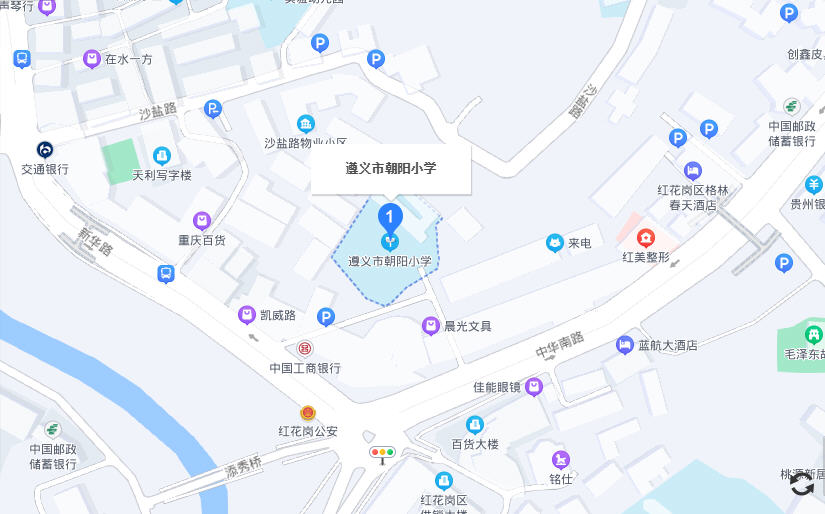 声琴行
在水一方
沙盐路
沙盐路
创鑫皮
中国邮政
储蓄银行
交通银行
天利写字楼
沙盐路物业小区
遵义市朝阳小学
红花岗区格林
春天酒店
贵州银
重庆百货
新华路
1
遵义市朝阳小学
来电
红美整形
凯威路
晨光文具
中华南路
蓝航大酒店
毛泽东故
中国工商银行
佳能眼镜
红花岗公安
百货大楼
中国邮政
储蓄银行
添秀桥
铭仕
桃源新居
红花岗区